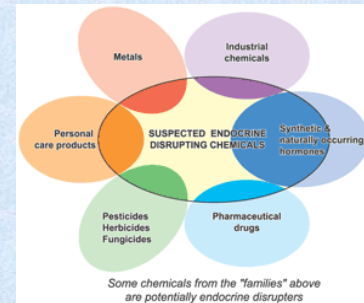 Metals
Industrial
chemicals
Personal
care products
SUSPECTED ENDOCRINE
DISRUPTING CHEMICALS
Synthetic &
naturally occurring
hormones
Pesticides
Herbicides
Fungicides
Pharmaceutical
drugs
Some chemicals from the "families" above
are potentially endocrine disrupters